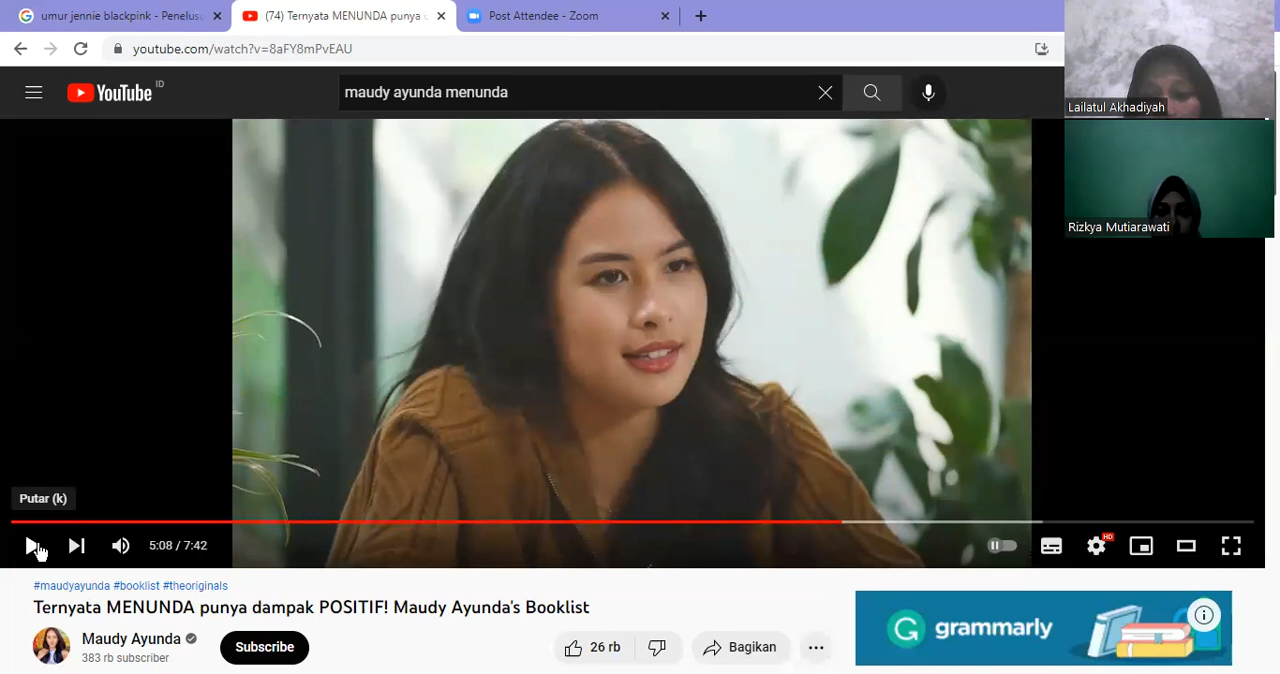 umur jennie blackpink - Penelusu
(74) Ternyata MENUNDA punya d
Post Attendee - Zoom
youtube.com/watch?v=8aFY8mPvEAU
YouTube ID
maudy ayunda menunda
Lailatul Akhadiyah
Rizkya Mutiarawati
Putar (k)
5:08 / 7:42
HD
#maudyayunda #booklist #theoriginals
Ternyata MENUNDA punya dampak POSITIF! Maudy Ayunda's Booklist
Maudy Ayunda
383 rb subscriber
Subscribe
26 rb
Bagikan
grammarly